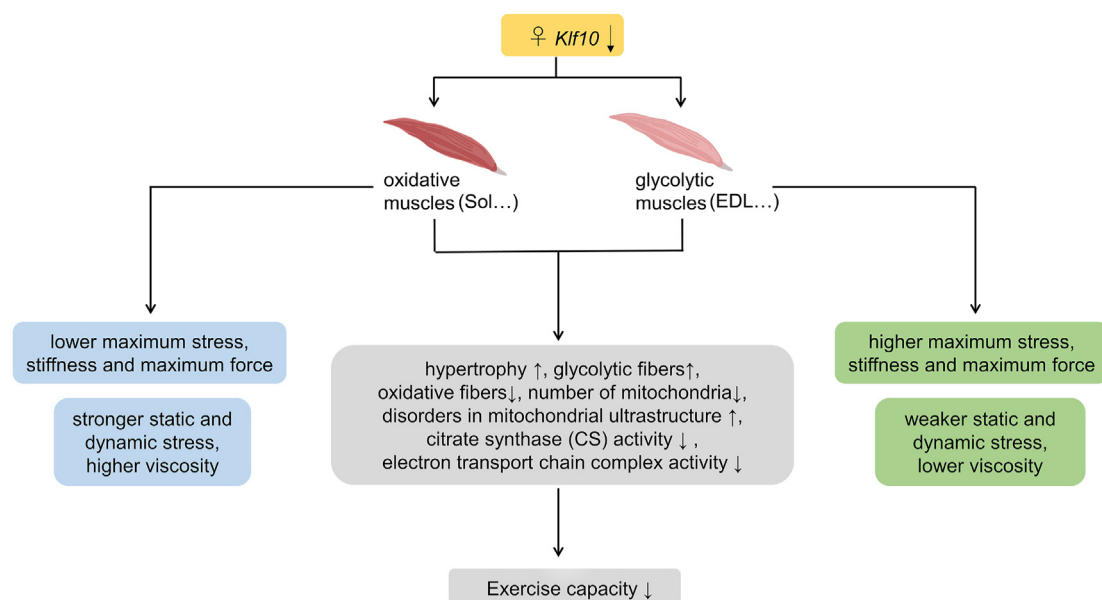 ♀ Klf10 ↓
oxidative
muscles (Sol...)
glycolytic
muscles (EDL...)
lower maximum stress,
stiffness and maximum force
stronger static and
dynamic stress,
higher viscosity
hypertrophy ↑, glycolytic fibers↑,
oxidative fibers↓, number of mitochondria↓,
disorders in mitochondrial ultrastructure ↑,
citrate synthase (CS) activity ↓ ,
electron transport chain complex activity ↓
higher maximum stress,
stiffness and maximum force
weaker static and
dynamic stress,
lower viscosity
Exercise capacity ↓